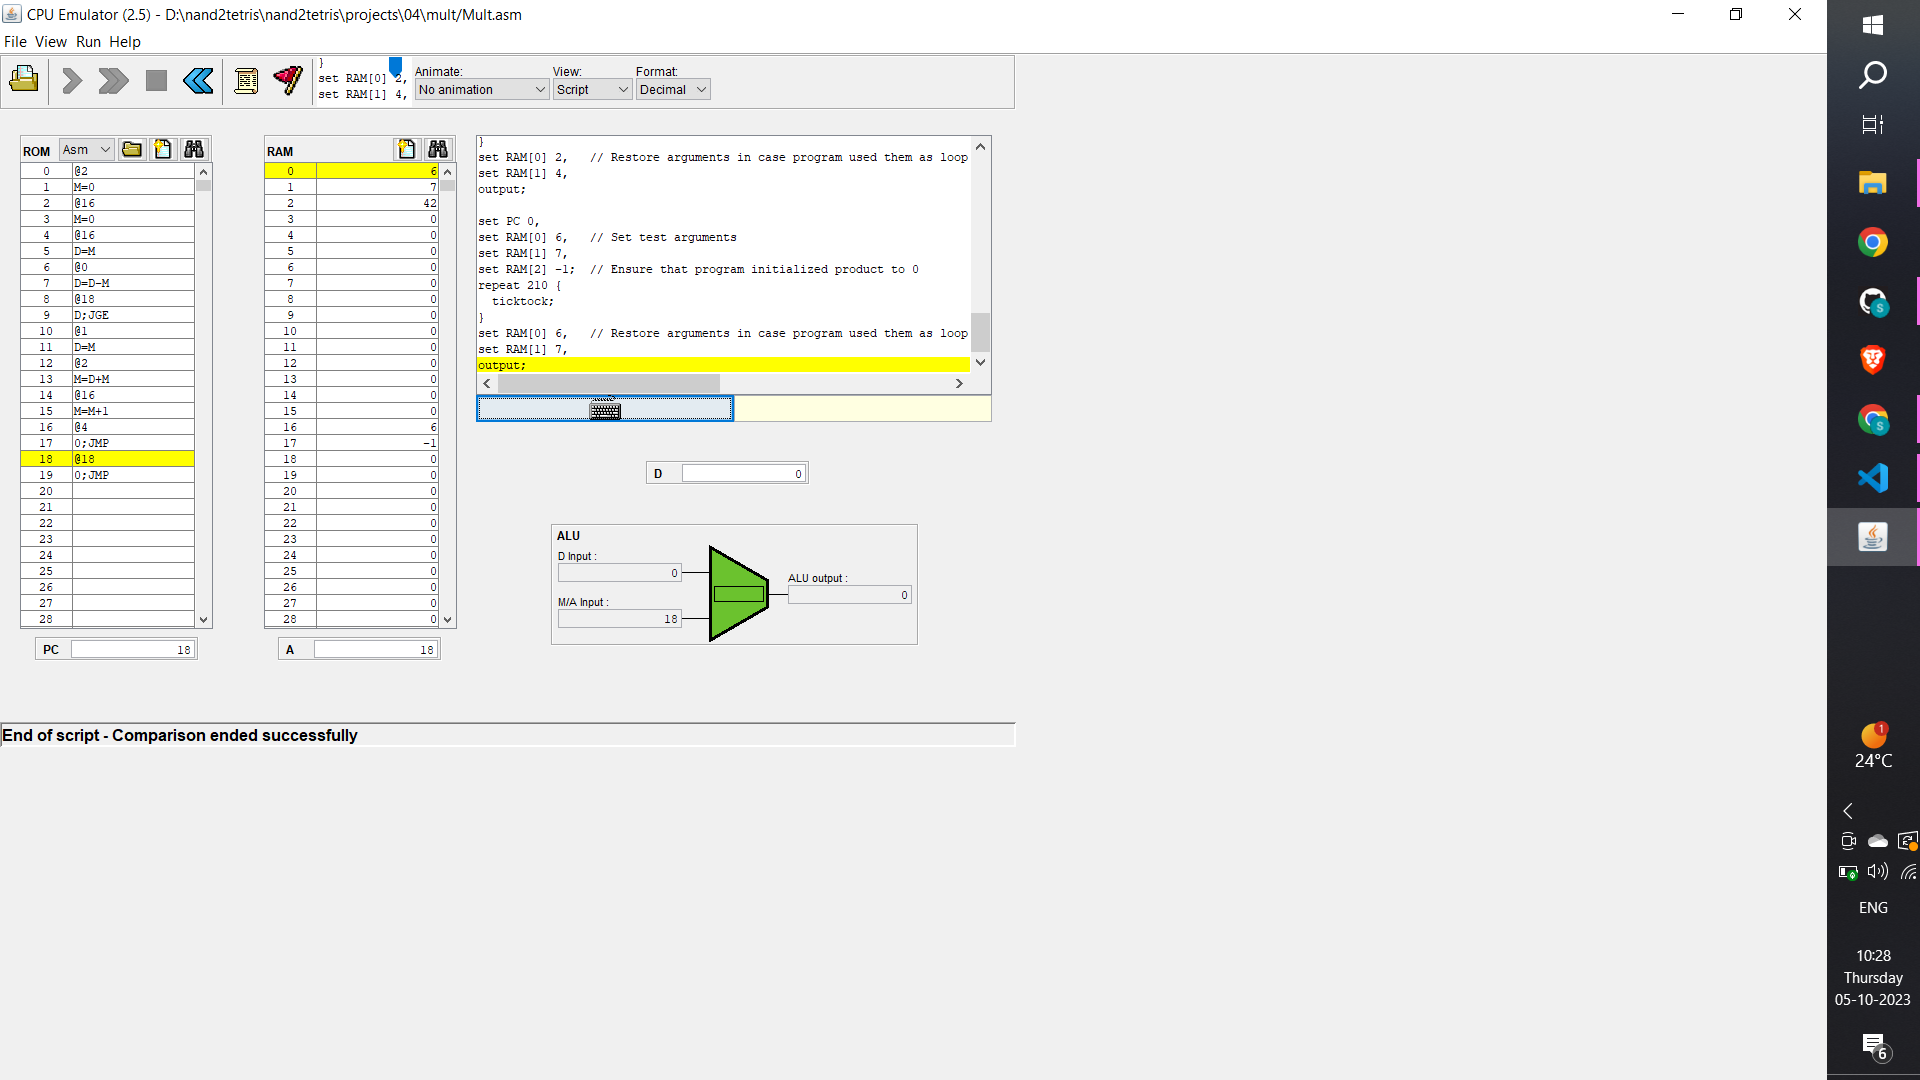 CPU Emulator (2.5) - D:\nand2tetris\nand2tetris\projects\04\mult/Mult.asm
File View Run Help
}
set RAM[0] 2,
set RAM[1] 4,
Animate:
No animation
View:
Script
Format:
Decimal
ROM Asm
0 @2
1 M=0
2 @16
3 M=0
4 @16
5 D=M
6 @0
7 D=D-M
8 @18
9 D;JGE
10 @1
11 D=M
12 @2
13 M=D+M
14 @16
15 M=M+1
16 @4
17 0;JMP
18 @18
19 0;JMP
20
21
22
23
24
25
26
27
28
PC 18
RAM
0 6
1 7
2 42
3 0
4 0
5 0
6 0
7 0
8 0
9 0
10 0
11 0
12 0
13 0
14 0
15 0
16 6
17 -1
18 0
19 0
20 0
21 0
22 0
23 0
24 0
25 0
26 0
27 0
28 0
A 18
}
set RAM[0] 2, // Restore arguments in case program used them as loop
set RAM[1] 4,
output;
set PC 0,
set RAM[0] 6, // Set test arguments
set RAM[1] 7,
set RAM[2] -1; // Ensure that program initialized product to 0
repeat 210 {
ticktock;
}
set RAM[0] 6, // Restore arguments in case program used them as loop
set RAM[1] 7,
output;
D 0
ALU
D Input :
0
M/A Input :
18
ALU output :
0
End of script - Comparison ended successfully
S
S
1
24°C
ENG
10:28
Thursday
05-10-2023
6